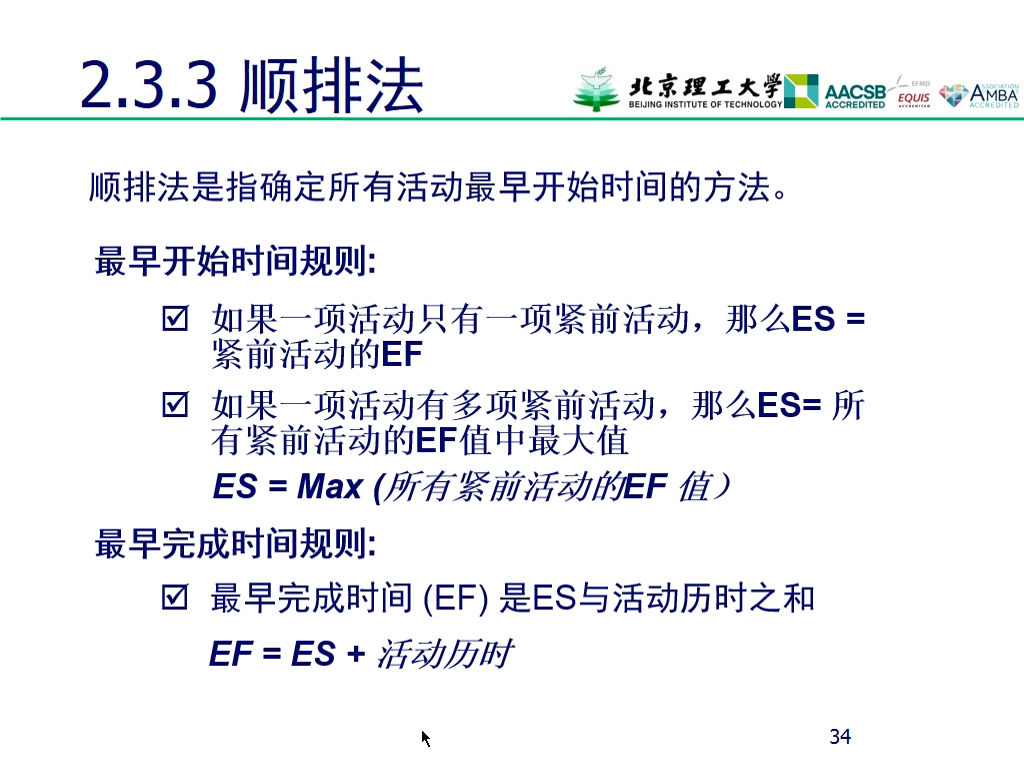 2.3.3 顺排法
北京理工大学
BEIJING INSTITUTE OF TECHNOLOGY
AACSB
ACCREDITED
EFMD
EQUIS
ACCREDITED
ASSOCIATION
AMBA
ACCREDITED
顺排法是指确定所有活动最早开始时间的方法。
最早开始时间规则:
如果一项活动只有一项紧前活动，那么ES =
紧前活动的EF
如果一项活动有多项紧前活动，那么ES= 所
有紧前活动的EF值中最大值
ES = Max (所有紧前活动的EF 值）
最早完成时间规则:
最早完成时间 (EF) 是ES与活动历时之和
EF = ES + 活动历时
34